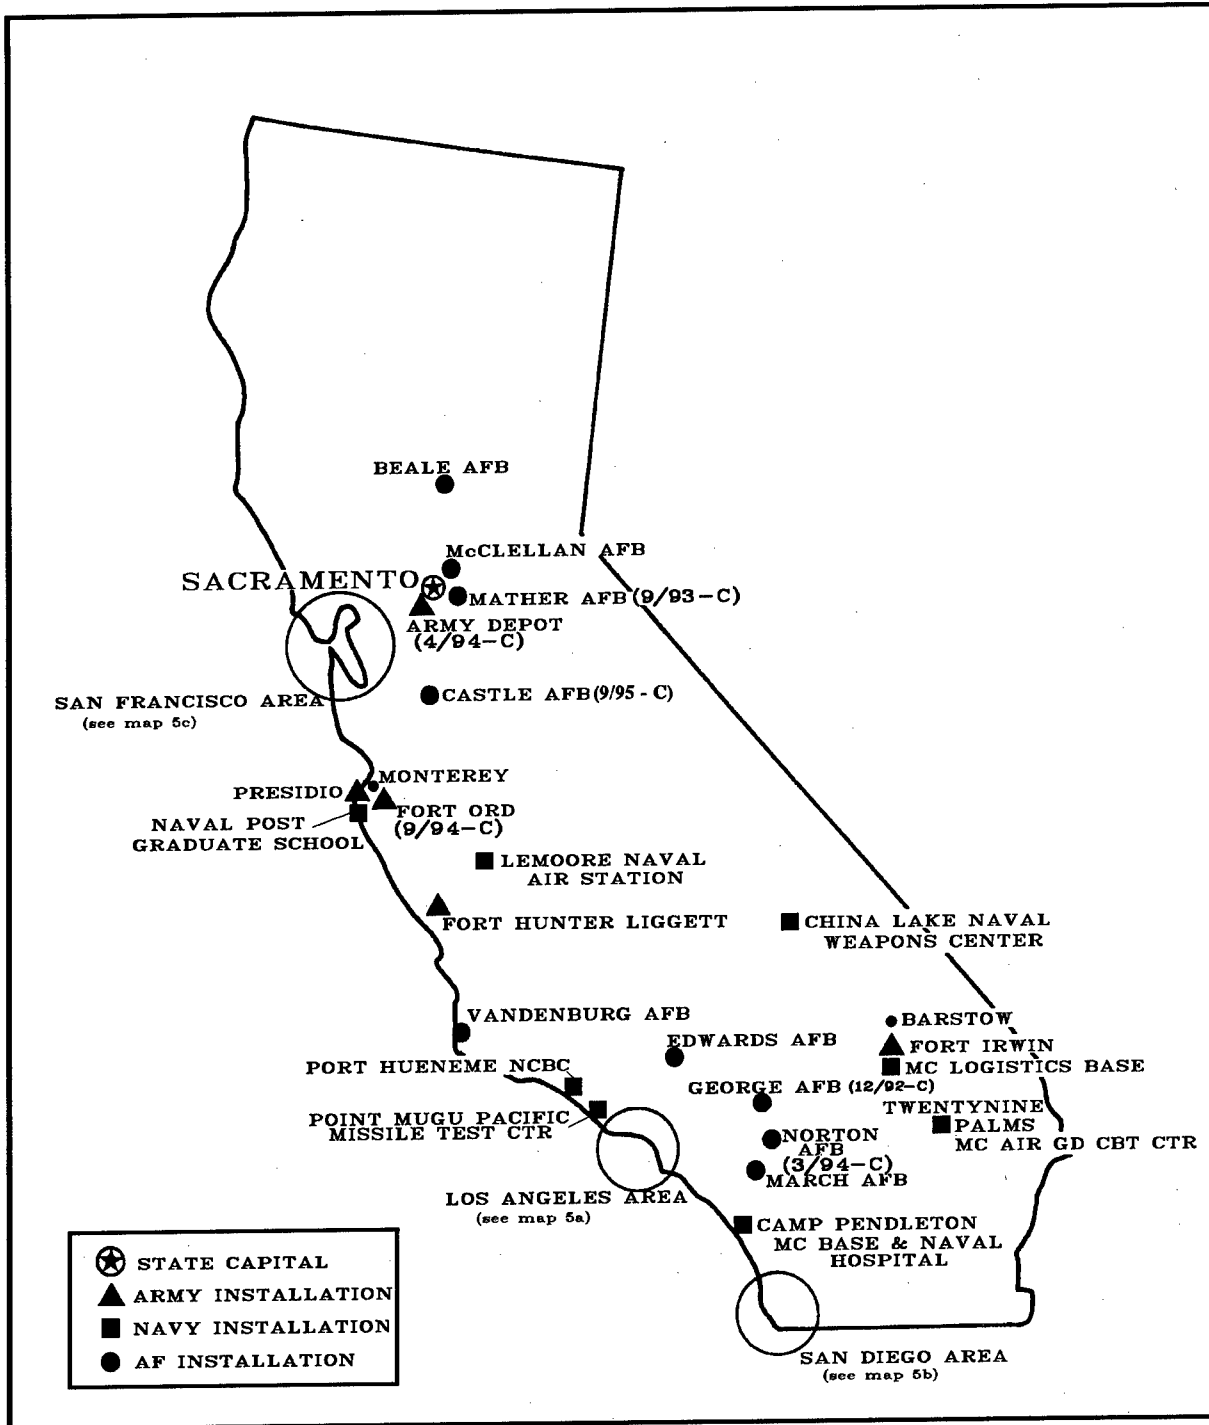 BEALE AFB
McCLELLAN AFB
SACRAMENTO
MATHER AFB (9/93-C)
ARMY DEPOT
(4/94-C)
CASTLE AFB (9/95 - C)
SAN FRANCISCO AREA
(see map 5c)
MONTEREY
PRESIDIO
FORT ORD
(9/94-C)
NAVAL POST
GRADUATE SCHOOL
LEMOORE NAVAL
AIR STATION
FORT HUNTER LIGGETT
CHINA LAKE NAVAL
WEAPONS CENTER
VANDENBURG AFB
BARSTOW
EDWARDS AFB
FORT IRWIN
PORT HUENEME NCBC
MC LOGISTICS BASE
GEORGE AFB (12/92-C)
TWENTYNINE
PALMS
MC AIR GD CBT CTR
POINT MUGU PACIFIC
MISSILE TEST CTR
NORTON
AFB
(3/94-C)
MARCH AFB
LOS ANGELES AREA
(see map 5a)
CAMP PENDLETON
MC BASE & NAVAL
HOSPITAL
STATE CAPITAL
ARMY INSTALLATION
NAVY INSTALLATION
AF INSTALLATION
SAN DIEGO AREA
(see map 5b)